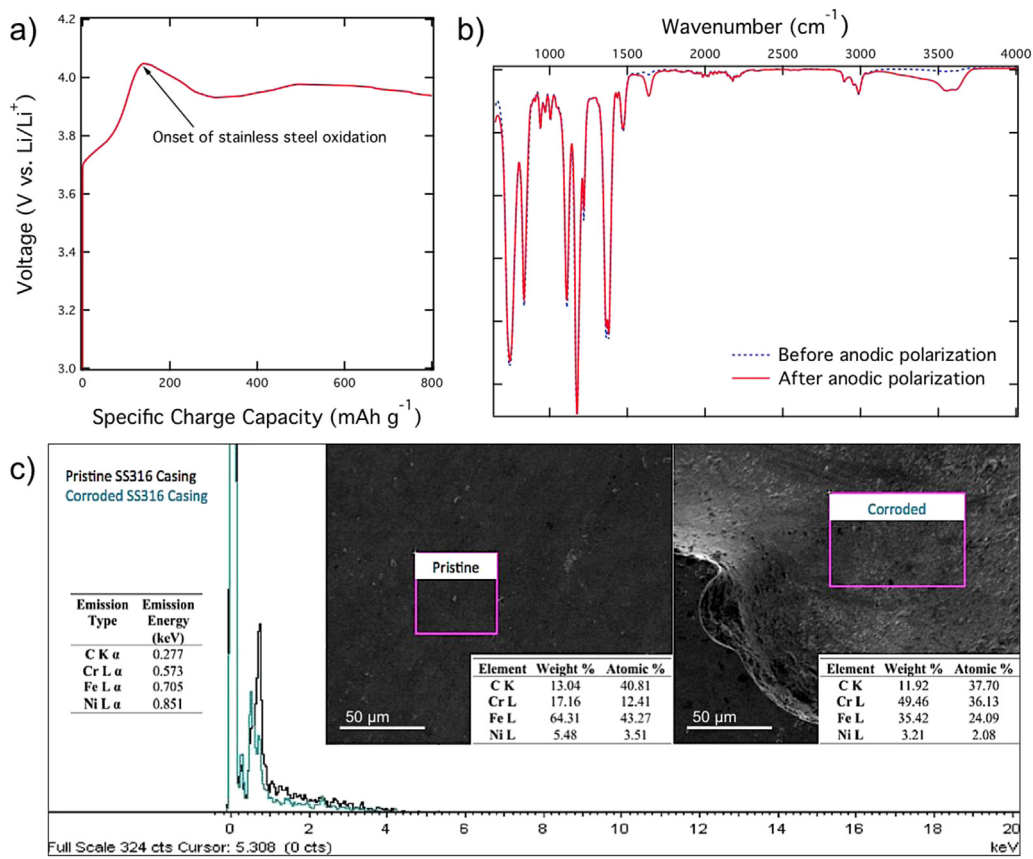 a)
4.2
4.0
3.8
3.6
3.4
3.2
3.0
Voltage (V vs. Li/Li+)
Onset of stainless steel oxidation
0 200 400 600 800
Specific Charge Capacity (mAh g-1)
b)
Wavenumber (cm-1)
1000 1500 2000 2500 3000 3500 4000
Before anodic polarization
After anodic polarization
c)
Pristine SS316 Casing
Corroded SS316 Casing
Emission Type Emission Energy (keV)
C K α 0.277
Cr L α 0.573
Fe L α 0.705
Ni L α 0.851
Pristine
50 µm
Element Weight % Atomic %
C K 13.04 40.81
Cr L 17.16 12.41
Fe L 64.31 43.27
Ni L 5.48 3.51
Corroded
50 µm
Element Weight % Atomic %
C K 11.92 37.70
Cr L 49.46 36.13
Fe L 35.42 24.09
Ni L 3.21 2.08
0 2 4 6 8 10 12 14 16 18 20
Full Scale 324 cts Cursor: 5.308 (0 cts) keV